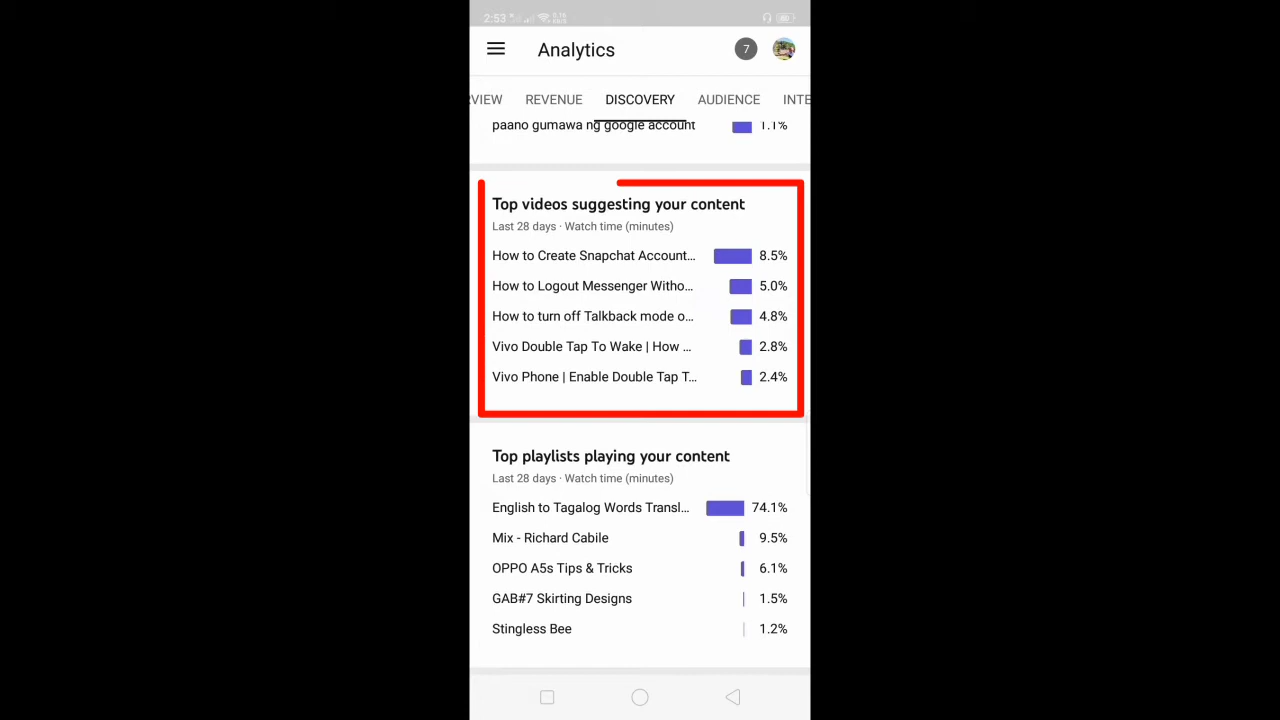 2:53
Analytics
7
RVIEW REVENUE DISCOVERY AUDIENCE INTE
paano gumawa ng google account 1.1%
Top videos suggesting your content
Last 28 days · Watch time (minutes)
How to Create Snapchat Account... 8.5%
How to Logout Messenger Witho... 5.0%
How to turn off Talkback mode o... 4.8%
Vivo Double Tap To Wake | How ... 2.8%
Vivo Phone | Enable Double Tap T... 2.4%
Top playlists playing your content
Last 28 days · Watch time (minutes)
English to Tagalog Words Transl... 74.1%
Mix - Richard Cabile 9.5%
OPPO A5s Tips & Tricks 6.1%
GAB#7 Skirting Designs 1.5%
Stingless Bee 1.2%